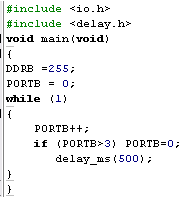 #include <io.h>
#include <delay.h>
void main(void)
{
DDRB =255;
PORTB = 0;
while (1)
{
PORTB++;
if (PORTB>3) PORTB=0;
delay_ms(500);
}
}